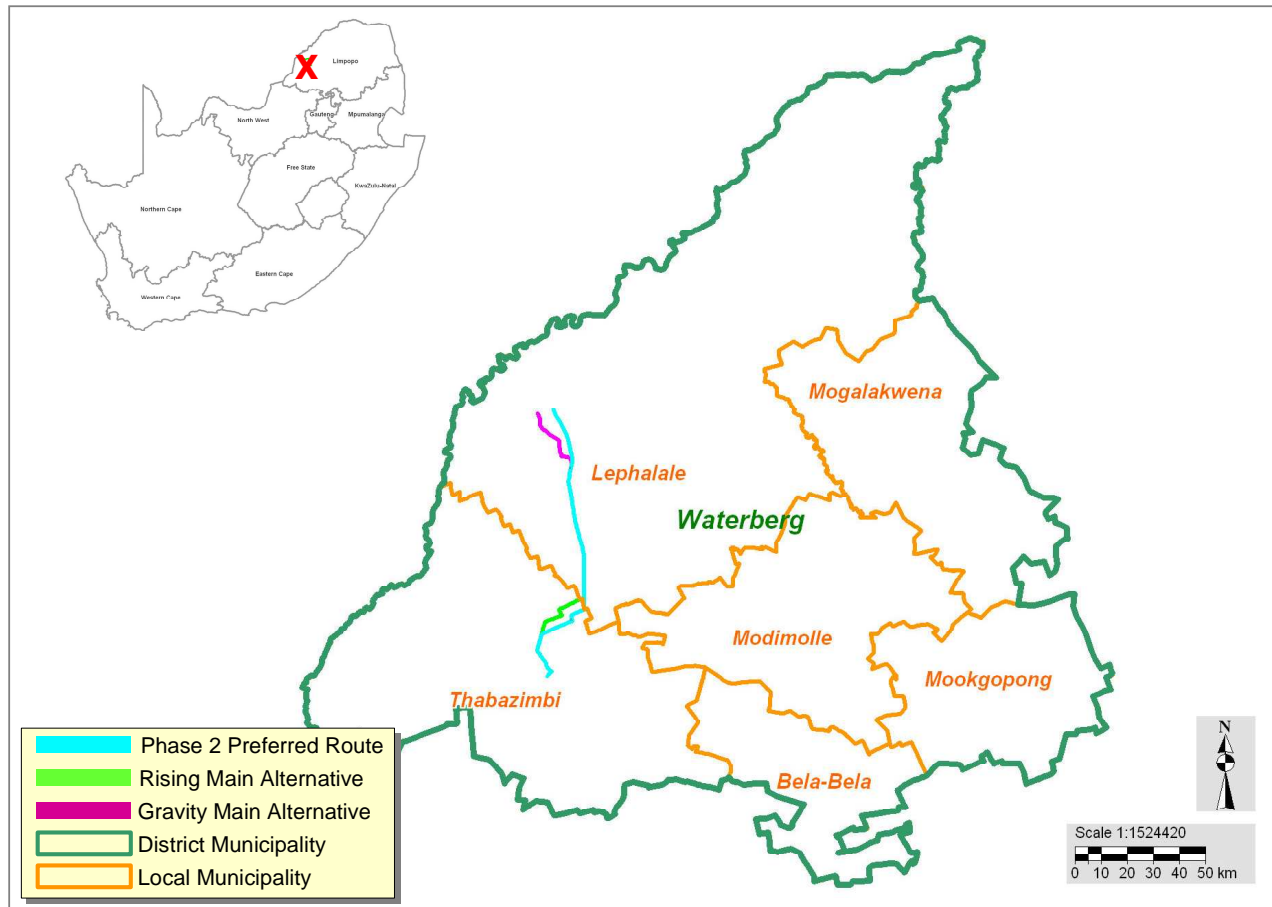 X
Limpopo
North West
Gauteng
Mpumalanga
Free State
KwaZulu-Natal
Northern Cape
Eastern Cape
Western Cape
Mogalakwena
Lephalale
Waterberg
Modimolle
Mookgopong
Thabazimbi
Bela-Bela
Phase 2 Preferred Route
Rising Main Alternative
Gravity Main Alternative
District Municipality
Local Municipality
N
Scale 1:1524420
0 10 20 30 40 50 km